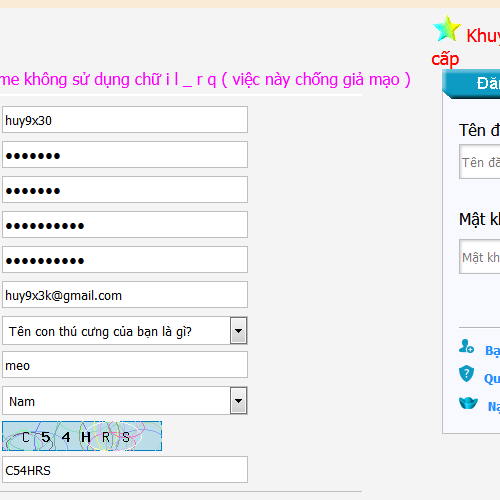 Khuy
cấp
me không sử dụng chữ i l _ r q ( việc này chống giả mạo )
huy9x30
●●●●●●●
●●●●●●●
●●●●●●●●●●
●●●●●●●●●●
huy9x3k@gmail.com
Tên con thú cưng của bạn là gì?
meo
Nam
C 5 4 H R S
C54HRS
Đăn
Tên đ
Tên đă
Mật kh
Mật kh
Bạ
Qu
Nạ